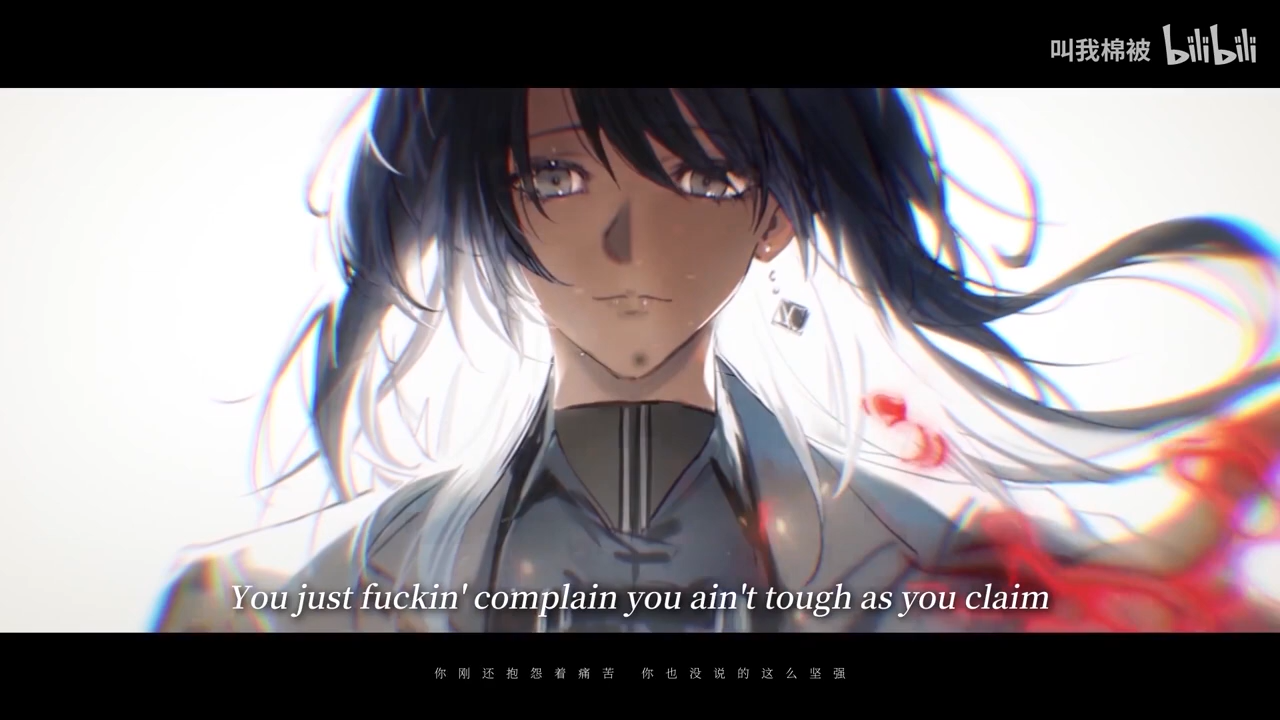 叫我棉被 bilibili
You just fuckin' complain you ain't tough as you claim
你刚还抱怨着痛苦 你也没说的这么坚强